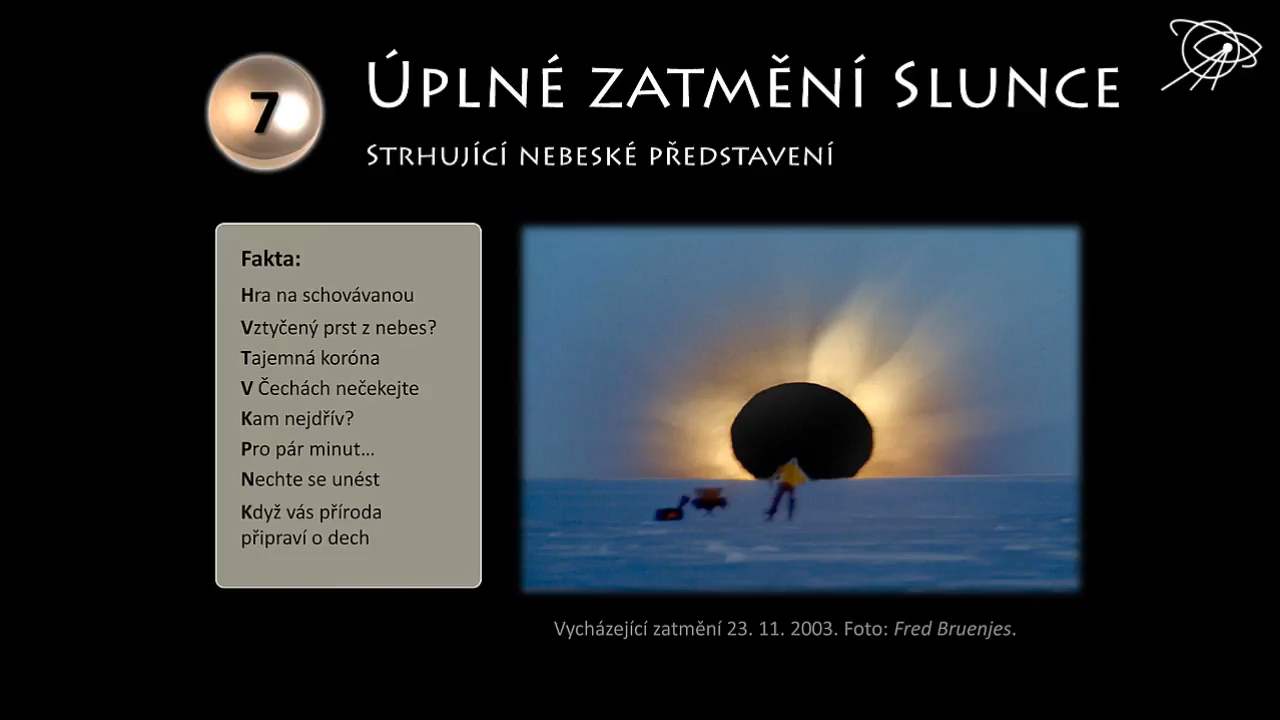 7
Úplné zatmění Slunce
Strhující nebeské představení
Fakta:
Hra na schovávanou
Vztyčený prst z nebes?
Tajemná koróna
V Čechách nečekejte
Kam nejdřív?
Pro pár minut...
Nechte se unést
Když vás příroda
připraví o dech
Vycházející zatmění 23. 11. 2003. Foto: Fred Bruenjes.